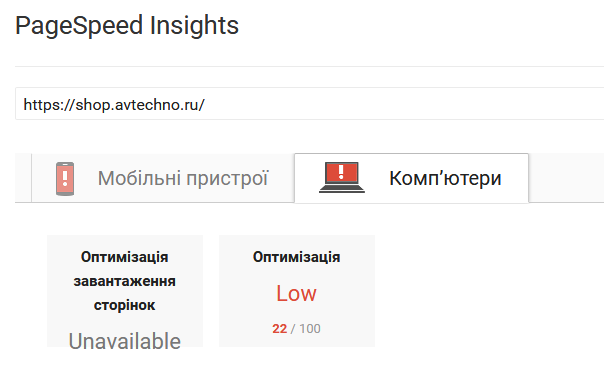 PageSpeed Insights
https://shop.avtechno.ru/
Мобільні пристрої
Комп’ютери
Оптимізація
завантаження
сторінок
Unavailable
Оптимізація
Low
22 / 100